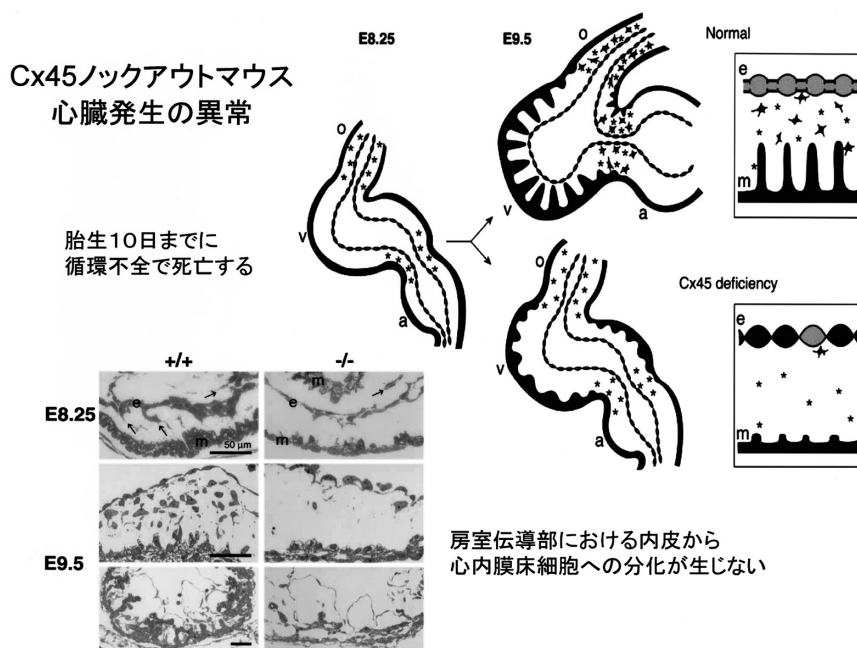 Cx45ノックアウトマウス
心臓発生の異常
胎生10日までに
循環不全で死亡する
E8.25
o
v
a
E9.5
o
v
a
Normal
e
m
o
v
a
Cx45 deficiency
e
m
+/+
-/-
E8.25
e
m
50 μm
m
e
m
E9.5
房室伝導部における内皮から
心内膜床細胞への分化が生じない